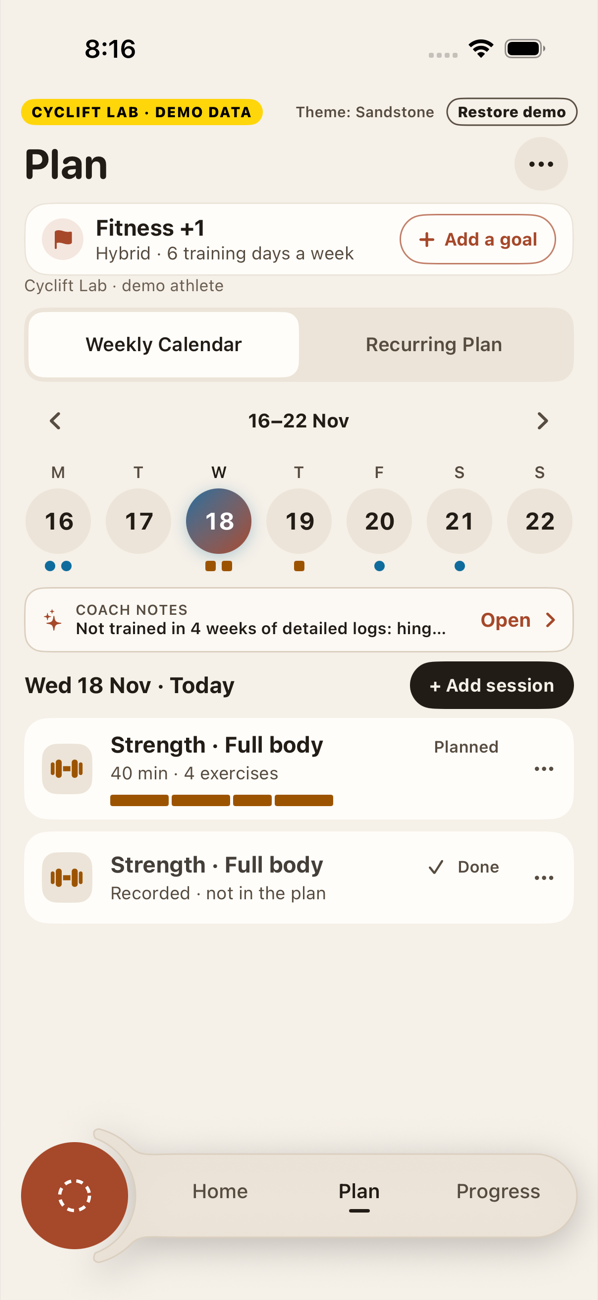 8:16
CYCLIFT LAB · DEMO DATA
Theme: Sandstone
Restore demo
Plan
Fitness +1
Hybrid · 6 training days a week
+ Add a goal
Cyclift Lab · demo athlete
Weekly Calendar
Recurring Plan
16–22 Nov
M T W T F S S
16 17 18 19 20 21 22
COACH NOTES
Not trained in 4 weeks of detailed logs: hing...
Open
Wed 18 Nov · Today
+ Add session
Strength · Full body
Planned
40 min · 4 exercises
Strength · Full body
Done
Recorded · not in the plan
Home
Plan
Progress